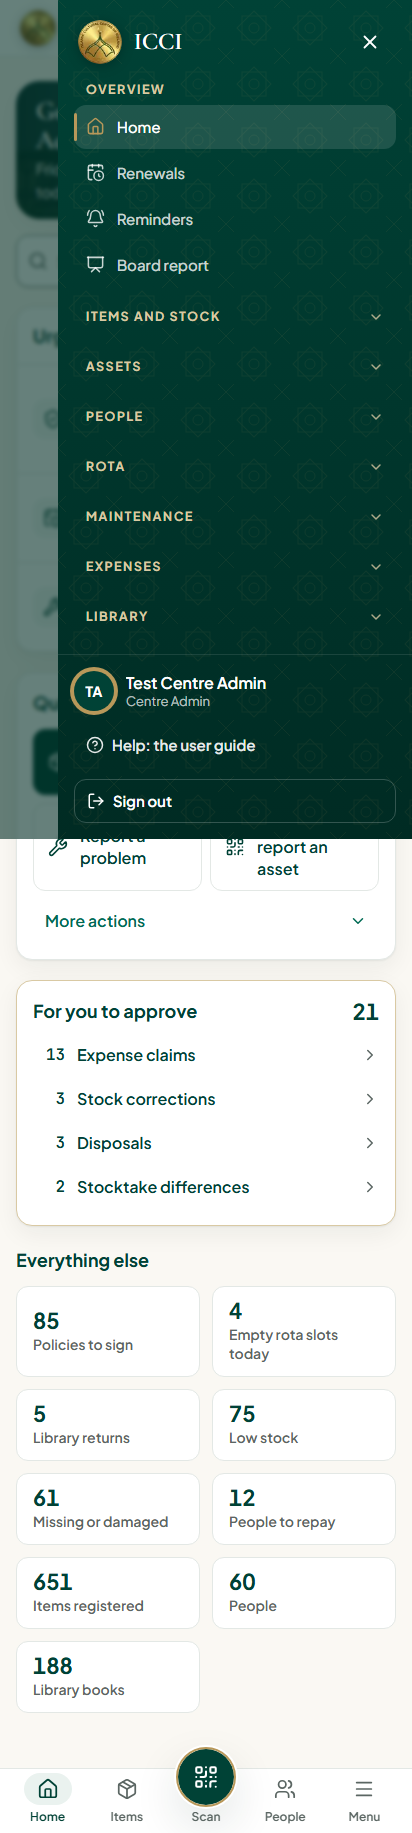 ICCI
OVERVIEW
Home
Renewals
Reminders
Board report
ITEMS AND STOCK
ASSETS
PEOPLE
ROTA
MAINTENANCE
EXPENSES
LIBRARY
TA
Test Centre Admin
Centre Admin
Help: the user guide
Sign out
problem
report an
asset
More actions
For you to approve
21
13 Expense claims
3 Stock corrections
3 Disposals
2 Stocktake differences
Everything else
85
Policies to sign
4
Empty rota slots
today
5
Library returns
75
Low stock
61
Missing or damaged
12
People to repay
651
Items registered
60
People
188
Library books
Home
Items
Scan
People
Menu